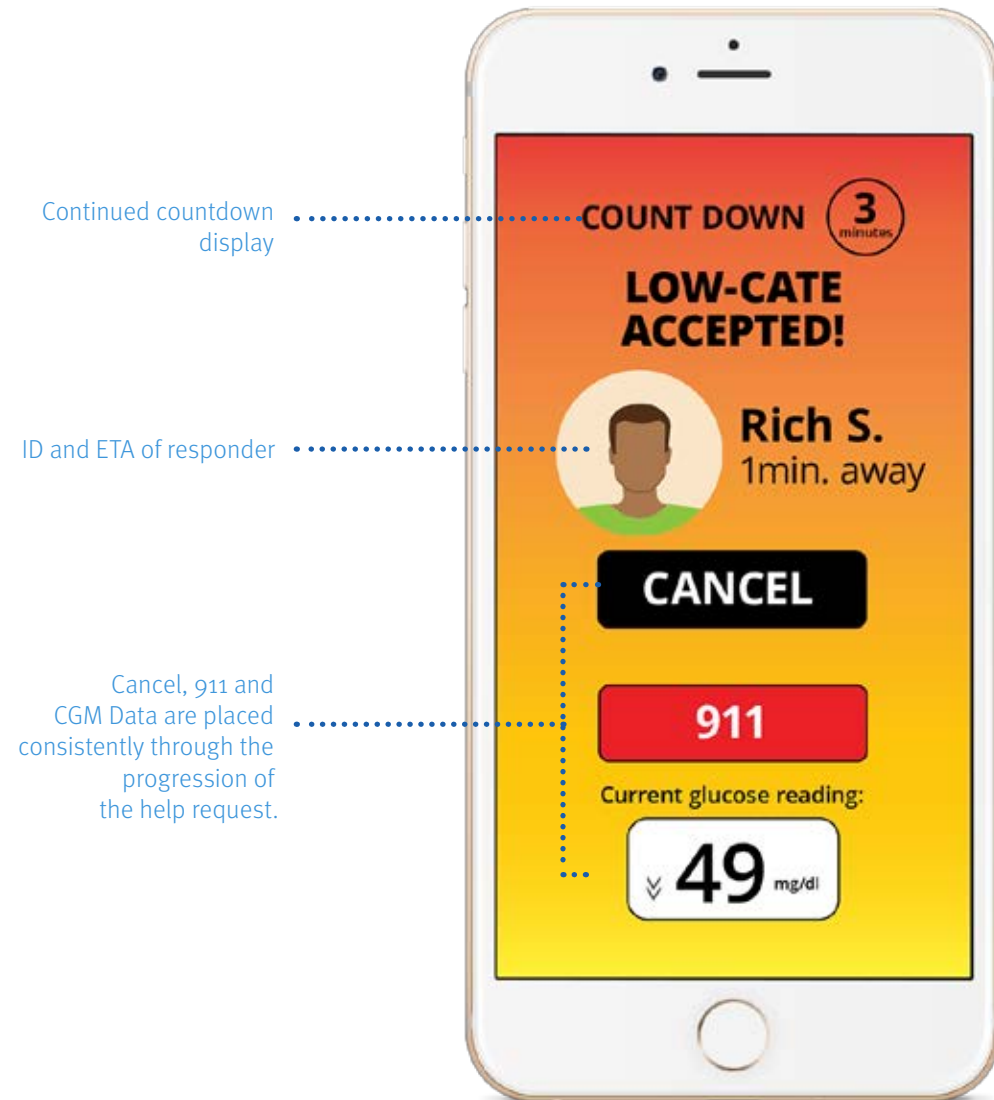 Continued countdown
display
COUNT DOWN
3
minutes
LOW-CATE
ACCEPTED!
ID and ETA of responder
Rich S.
1min. away
CANCEL
Cancel, 911 and
CGM Data are placed
consistently through the
progression of
the help request.
911
Current glucose reading:
49 mg/dl